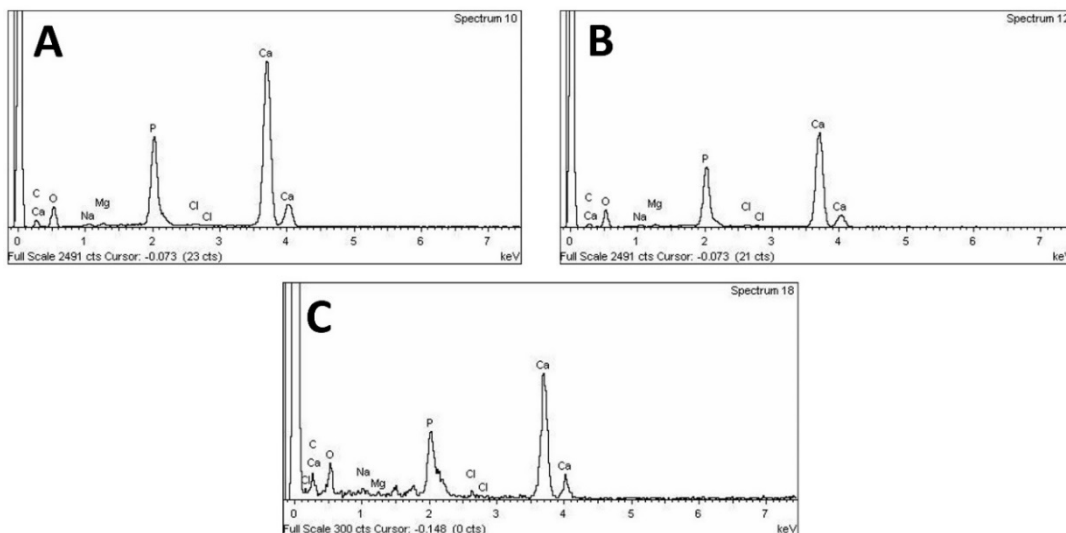 A
Spectrum 10
Ca
P
C
Ca
O
Na
Mg
Cl
Cl
Ca
0 1 2 3 4 5 6 7
Full Scale 2491 cts Cursor: -0.073 (23 cts)
keV
B
Spectrum 12
Ca
P
C
Ca
O
Na
Mg
Cl
Cl
Ca
0 1 2 3 4 5 6 7
Full Scale 2491 cts Cursor: -0.073 (21 cts)
ke
C
Spectrum 18
Ca
P
C
Ca
Cl
O
Na
Mg
Cl
Cl
Ca
0 1 2 3 4 5 6 7
Full Scale 300 cts Cursor: -0.148 (0 cts)
keV